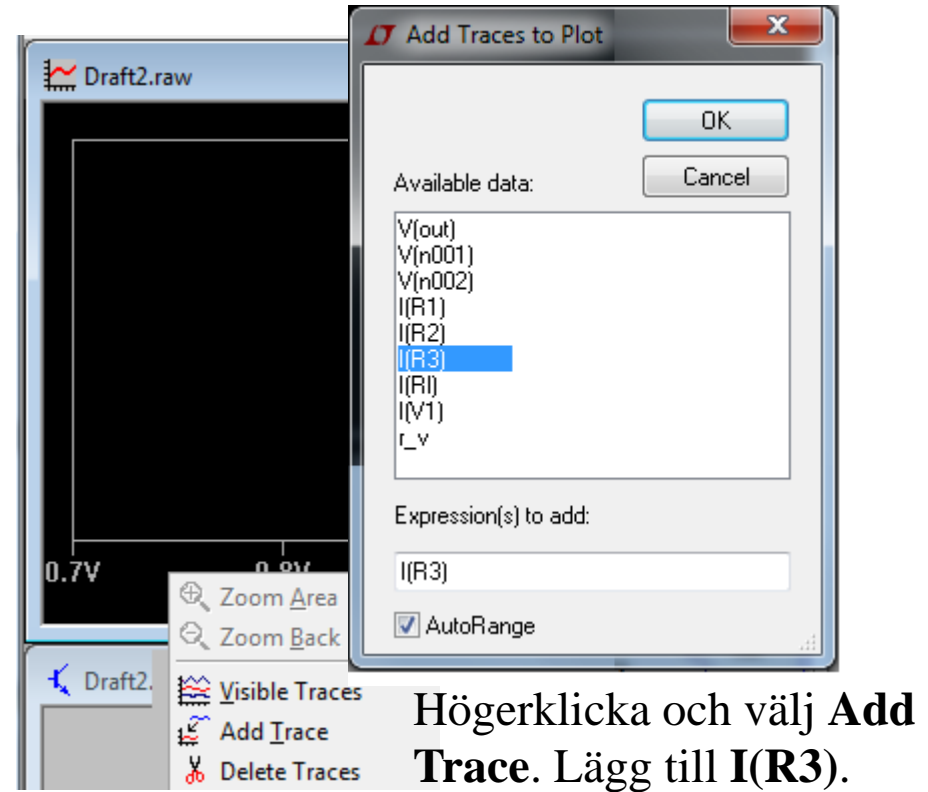 Add Traces to Plot
Draft2.raw
OK
Cancel
Available data:
V(out)
V(n001)
V(n002)
I(R1)
I(R2)
I(R3)
I(RI)
I(V1)
r_v
Expression(s) to add:
I(R3)
AutoRange
0.7V
Zoom Area
Zoom Back
Visible Traces
Add Trace
Delete Traces
Draft2.
Högerklicka och välj Add
Trace. Lägg till I(R3).